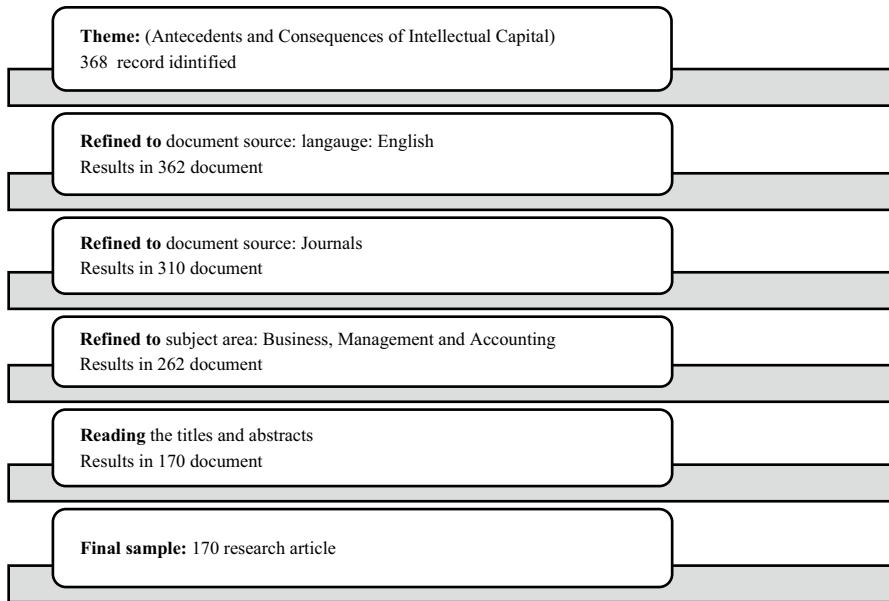 Theme: (Antecedents and Consequences of Intellectual Capital)
368 record idintified
Refined to document source: langauge: English
Results in 362 document
Refined to document source: Journals
Results in 310 document
Refined to subject area: Business, Management and Accounting
Results in 262 document
Reading the titles and abstracts
Results in 170 document
Final sample: 170 research article